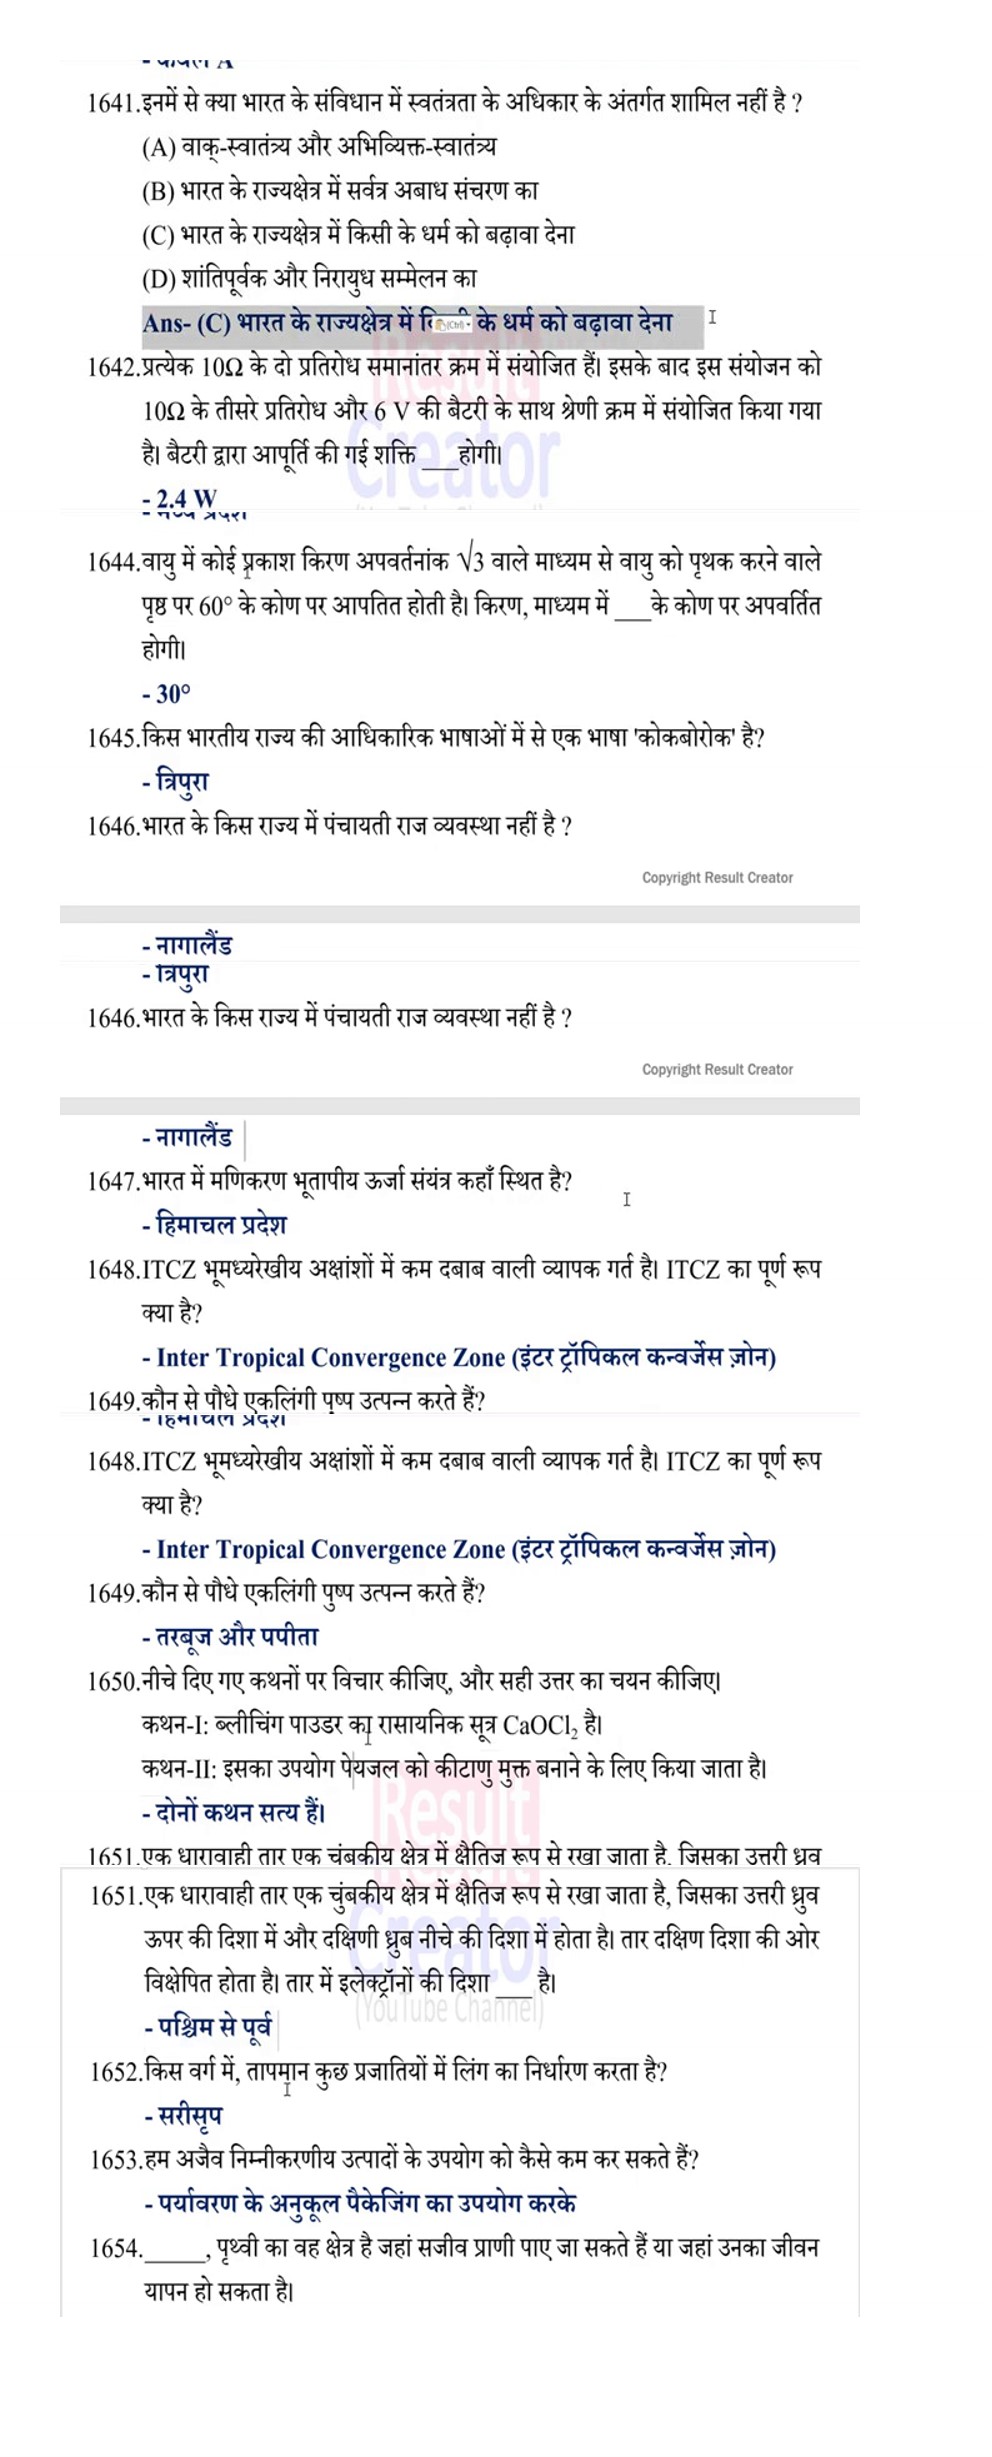 1641.इनमें से क्या भारत के संविधान में स्वतंत्रता के अधिकार के अंतर्गत शामिल नहीं है ?
(A) वाक्-स्वातंत्र्य और अभिव्यिक्त-स्वातंत्र्य
(B) भारत के राज्यक्षेत्र में सर्वत्र अबाध संचरण का
(C) भारत के राज्यक्षेत्र में किसी के धर्म को बढ़ावा देना
(D) शांतिपूर्वक और निरायुध सम्मेलन का
Ans- (C) भारत के राज्यक्षेत्र में (Ctrl) के धर्म को बढ़ावा देना
Result
1642.प्रत्येक 10Ω के दो प्रतिरोध समानांतर क्रम में संयोजित हैं। इसके बाद इस संयोजन को
10Ω के तीसरे प्रतिरोध और 6 V की बैटरी के साथ श्रेणी क्रम में संयोजित किया गया
है। बैटरी द्वारा आपूर्ति की गई शक्ति ___होगी।
Creator
- 2.4 W
- मध्य प्रदेश
1644.वायु में कोई प्रकाश किरण अपवर्तनांक √3 वाले माध्यम से वायु को पृथक करने वाले
पृष्ठ पर 60° के कोण पर आपतित होती है। किरण, माध्यम में ___के कोण पर अपवर्तित
होगी।
- 30°
1645.किस भारतीय राज्य की आधिकारिक भाषाओं में से एक भाषा 'कोकबोरोक' है?
- त्रिपुरा
1646.भारत के किस राज्य में पंचायती राज व्यवस्था नहीं है ?
Copyright Result Creator
- नागालैंड
- त्रिपुरा
1646.भारत के किस राज्य में पंचायती राज व्यवस्था नहीं है ?
Copyright Result Creator
- नागालैंड
1647.भारत में मणिकरण भूतापीय ऊर्जा संयंत्र कहाँ स्थित है?
- हिमाचल प्रदेश
1648.ITCZ भूमध्यरेखीय अक्षांशों में कम दबाब वाली व्यापक गर्त है। ITCZ का पूर्ण रूप
क्या है?
- Inter Tropical Convergence Zone (इंटर ट्रॉपिकल कन्वर्जेस ज़ोन)
1649.कौन से पौधे एकलिंगी पुष्प उत्पन्न करते हैं?
- हिमाचल प्रदेश
1648.ITCZ भूमध्यरेखीय अक्षांशों में कम दबाब वाली व्यापक गर्त है। ITCZ का पूर्ण रूप
क्या है?
- Inter Tropical Convergence Zone (इंटर ट्रॉपिकल कन्वर्जेस ज़ोन)
1649.कौन से पौधे एकलिंगी पुष्प उत्पन्न करते हैं?
- तरबूज और पपीता
1650.नीचे दिए गए कथनों पर विचार कीजिए, और सही उत्तर का चयन कीजिए।
कथन-I: ब्लीचिंग पाउडर का रासायनिक सूत्र CaOCl₂ है।
कथन-II: इसका उपयोग पेयजल को कीटाणु मुक्त बनाने के लिए किया जाता है।
Result
- दोनों कथन सत्य हैं।
1651.एक धारावाही तार एक चुंबकीय क्षेत्र में क्षैतिज रूप से रखा जाता है, जिसका उत्तरी ध्रुव
1651.एक धारावाही तार एक चुंबकीय क्षेत्र में क्षैतिज रूप से रखा जाता है, जिसका उत्तरी ध्रुव
Creator
ऊपर की दिशा में और दक्षिणी ध्रुब नीचे की दिशा में होता है। तार दक्षिण दिशा की ओर
विक्षेपित होता है। तार में इलेक्ट्रॉनों की दिशा ___ है।
(YouTube Channel)
- पश्चिम से पूर्व
1652.किस वर्ग में, तापमान कुछ प्रजातियों में लिंग का निर्धारण करता है?
- सरीसृप
1653.हम अजैव निम्नीकरणीय उत्पादों के उपयोग को कैसे कम कर सकते हैं?
- पर्यावरण के अनुकूल पैकेजिंग का उपयोग करके
1654._____, पृथ्वी का वह क्षेत्र है जहां सजीव प्राणी पाए जा सकते हैं या जहां उनका जीवन
यापन हो सकता है।